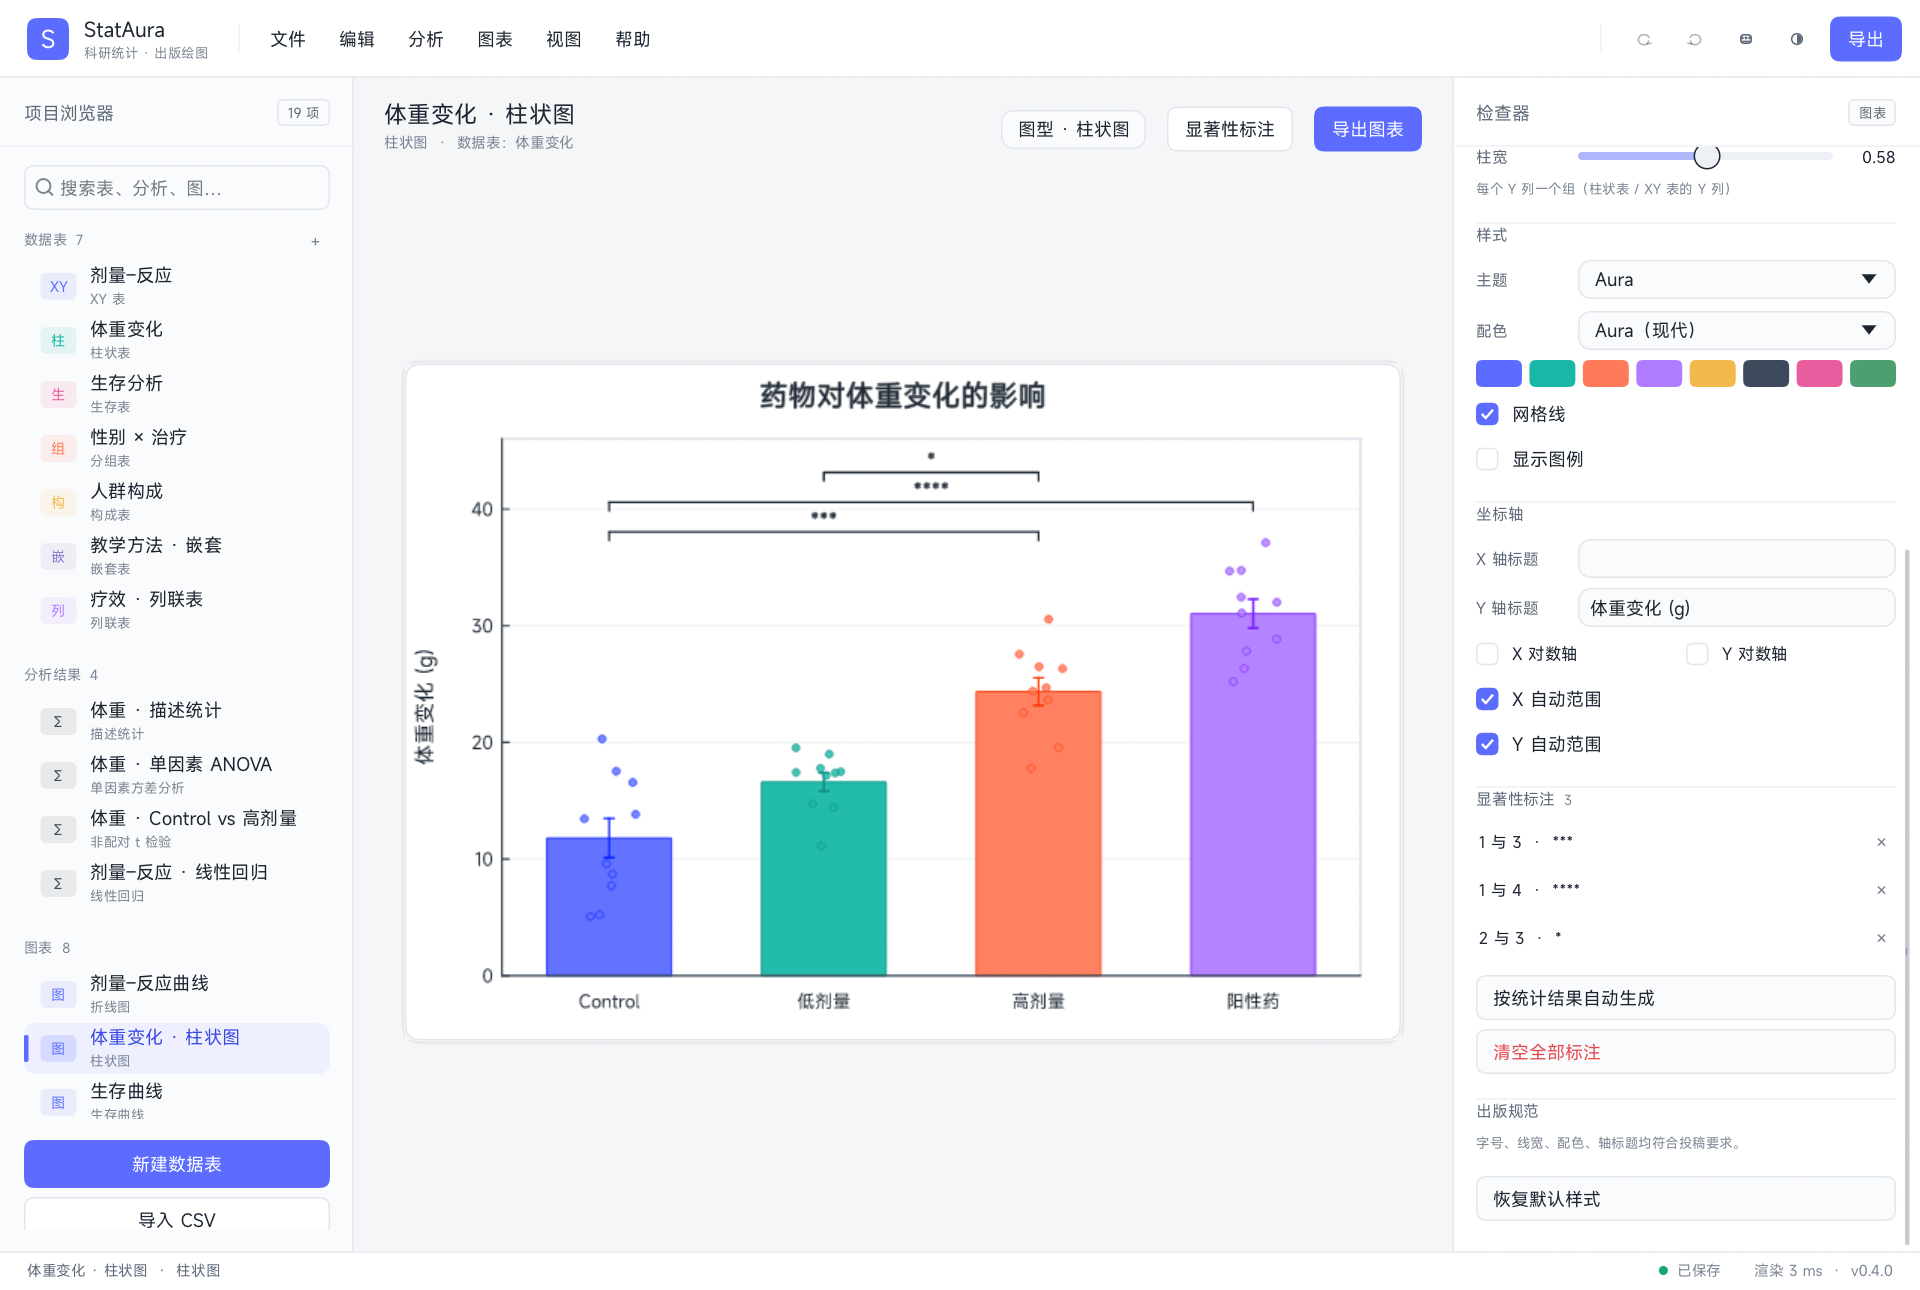 S
StatAura
科研统计 · 出版绘图
文件 编辑 分析 图表 视图 帮助
导出
项目浏览器
19 项
搜索表、分析、图...
数据表 7
+
XY
剂量–反应
XY 表
柱
体重变化
柱状表
生
生存分析
生存表
组
性别 × 治疗
分组表
构
人群构成
构成表
嵌
教学方法 · 嵌套
嵌套表
列
疗效 · 列联表
列联表
分析结果 4
Σ
体重 · 描述统计
描述统计
Σ
体重 · 单因素 ANOVA
单因素方差分析
Σ
体重 · Control vs 高剂量
非配对 t 检验
Σ
剂量–反应 · 线性回归
线性回归
图表 8
图
剂量–反应曲线
折线图
图
体重变化 · 柱状图
柱状图
图
生存曲线
生存曲线
新建数据表
导入 CSV
体重变化 · 柱状图
柱状图 · 数据表: 体重变化
图型 · 柱状图
显著性标注
导出图表
药物对体重变化的影响
*
****
***
40
30
20
10
0
体重变化 (g)
Control 低剂量 高剂量 阳性药
检查器
图表
柱宽
0.58
每个 Y 列一个组（柱状表 / XY 表的 Y 列）
样式
主题
Aura
配色
Aura（现代）
网格线
显示图例
坐标轴
X 轴标题
Y 轴标题
体重变化 (g)
X 对数轴
Y 对数轴
X 自动范围
Y 自动范围
显著性标注 3
1 与 3 · *** ×
1 与 4 · **** ×
2 与 3 · * ×
按统计结果自动生成
清空全部标注
出版规范
字号、线宽、配色、轴标题均符合投稿要求。
恢复默认样式
体重变化 · 柱状图 · 柱状图
已保存
渲染 3 ms · v0.4.0